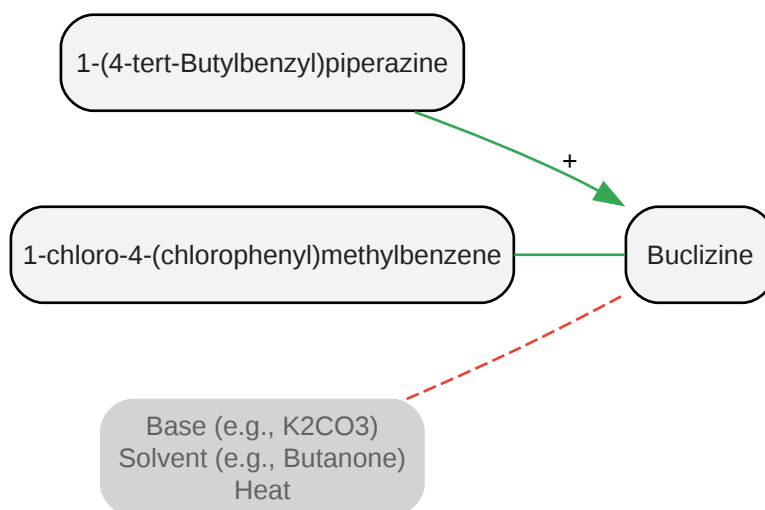 1-(4-tert-Butylbenzyl)piperazine
+
1-chloro-4-(chlorophenyl)methylbenzene
Buclizine
Base (e.g., K2CO3)
Solvent (e.g., Butanone)
Heat